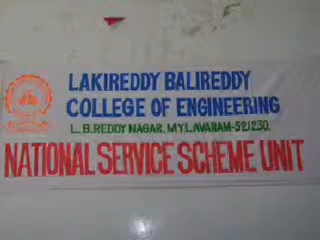 LAKIREDDY BALIREDDY
COLLEGE OF ENGINEERING
L.B.REDDY NAGAR, MYLAVARAM-521230.
NATIONAL SERVICE SCHEME UNIT